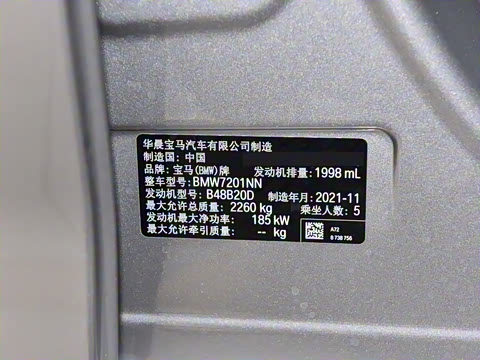 华晨宝马汽车有限公司制造
制造国：中国
品牌：宝马(BMW)牌 发动机排量：1998 mL
整车型号：BMW7201NN
发动机型号：B48B20D 制造年月：2021-11
最大允许总质量：2260 kg 乘坐人数：5
发动机最大净功率：185 kW
最大允许牵引质量：-- kg
A72
8 738 756